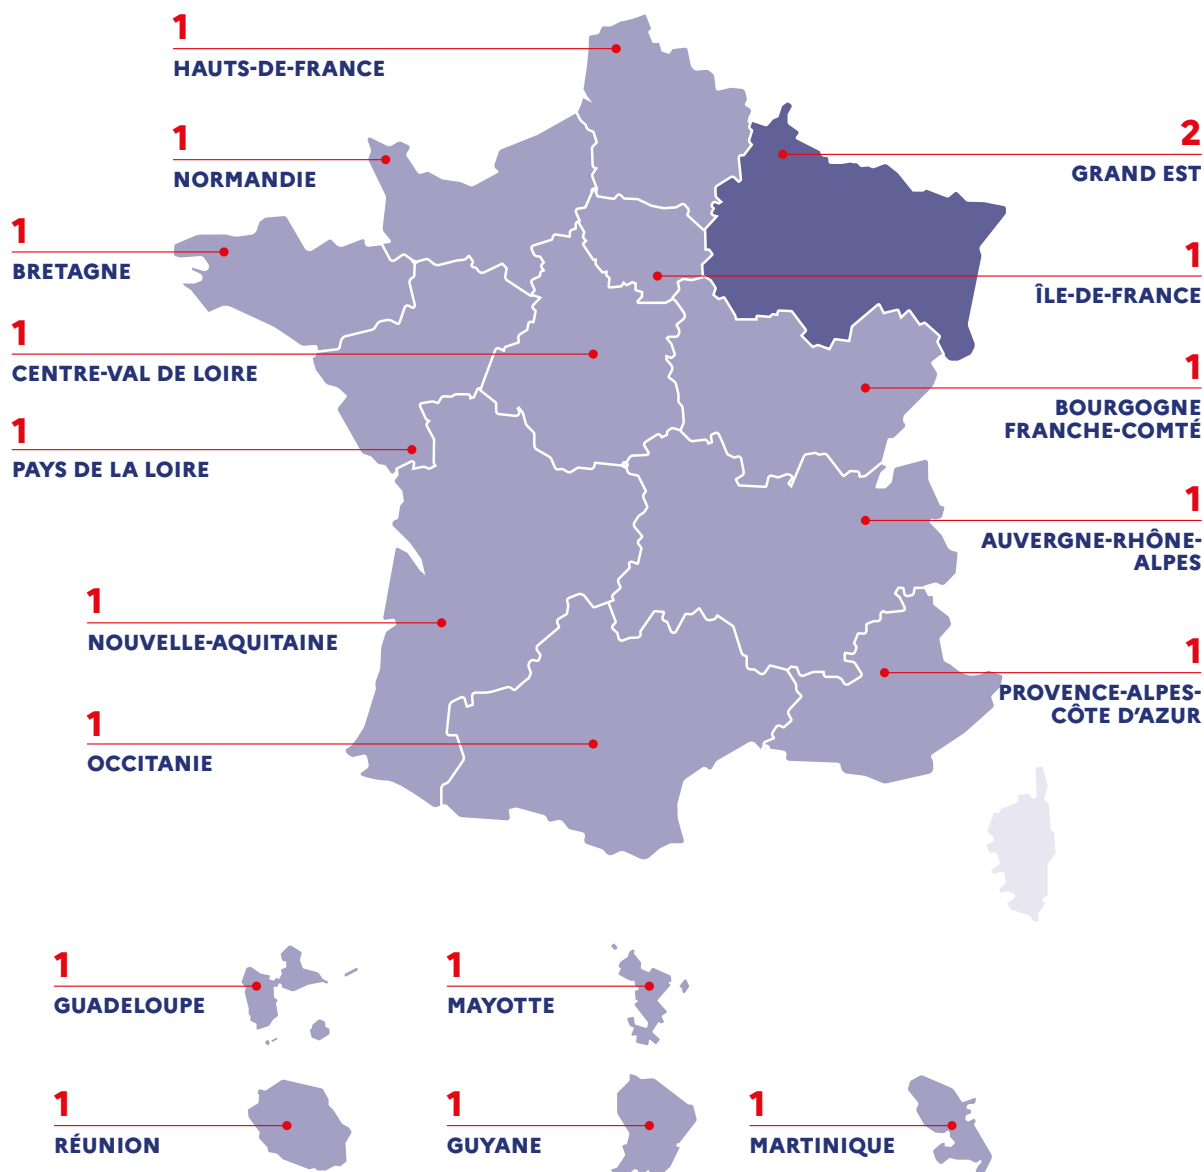 1
HAUTS-DE-FRANCE
1
NORMANDIE
2
GRAND EST
1
BRETAGNE
1
ÎLE-DE-FRANCE
1
CENTRE-VAL DE LOIRE
1
BOURGOGNE
FRANCHE-COMTÉ
1
PAYS DE LA LOIRE
1
AUVERGNE-RHÔNE-
ALPES
1
NOUVELLE-AQUITAINE
1
PROVENCE-ALPES-
CÔTE D'AZUR
1
OCCITANIE
1
GUADELOUPE
1
MAYOTTE
1
RÉUNION
1
GUYANE
1
MARTINIQUE